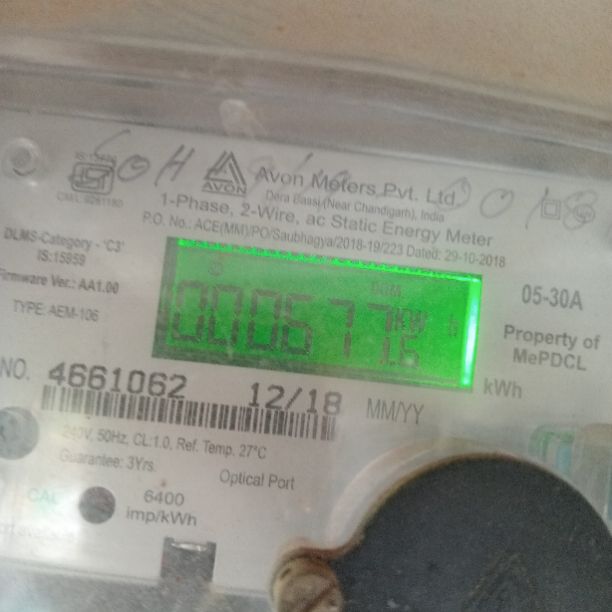 Avon Meters Pvt. Ltd.
AVON
Dera Bassi (Near Chandigarh), India
1-Phase, 2-Wire, ac Static Energy Meter
P.O. No.: ACE(MM)/PO/Saubhagya/2018-19/223 Dated: 29-10-2018
DLMS-Category - 'C3'
IS:15959
Firmware Ver.: AA1.00
TYPE: AEM-106
05-30A
Property of
MePDCL
kWh
NO. 4661062 12/18 MM/YY
240V, 50Hz, CL:1.0, Ref. Temp. 27°C
Guarantee: 3Yrs.
Optical Port
CAL
6400
imp/kWh